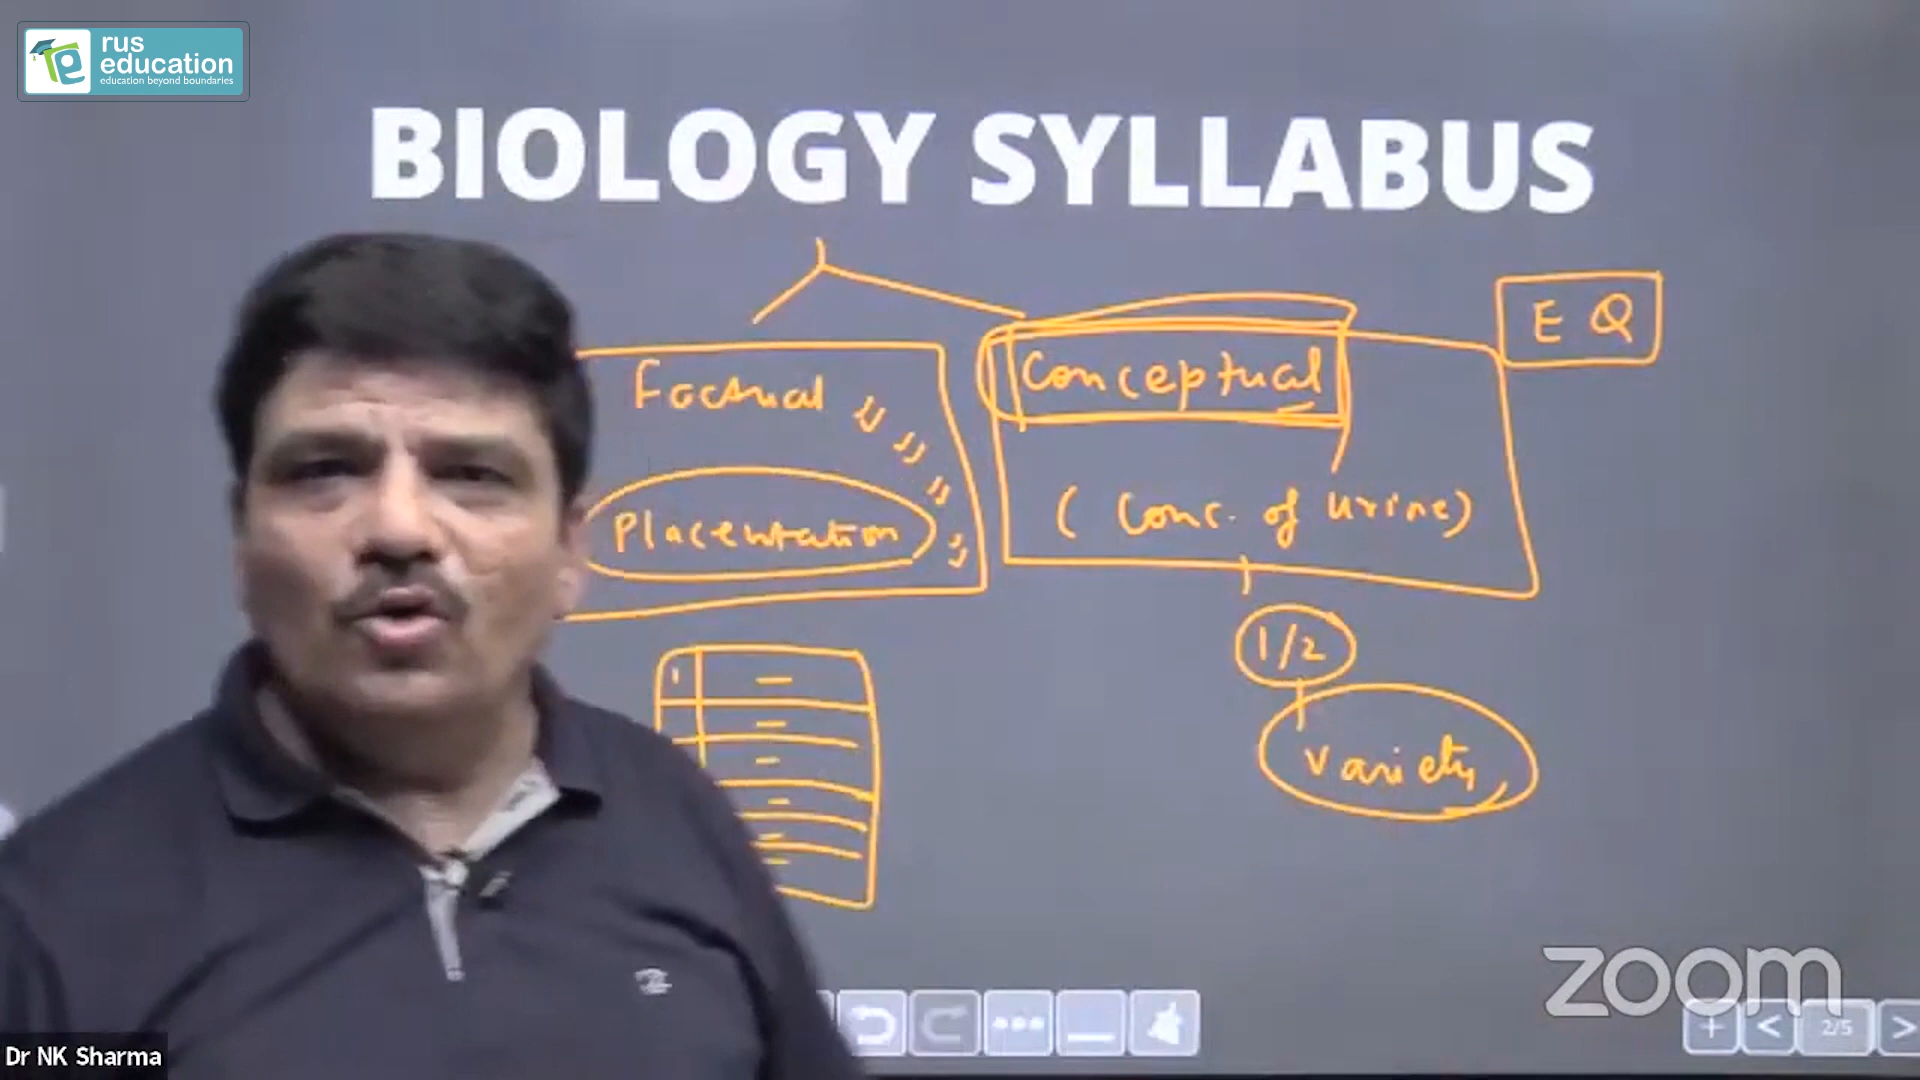 rus
education
education beyond boundaries
BIOLOGY SYLLABUS
E Q
Factual
Conceptual
Placentation
( Conc. of urine)
1/2
1
Variety
zoom
2/5
Dr NK Sharma